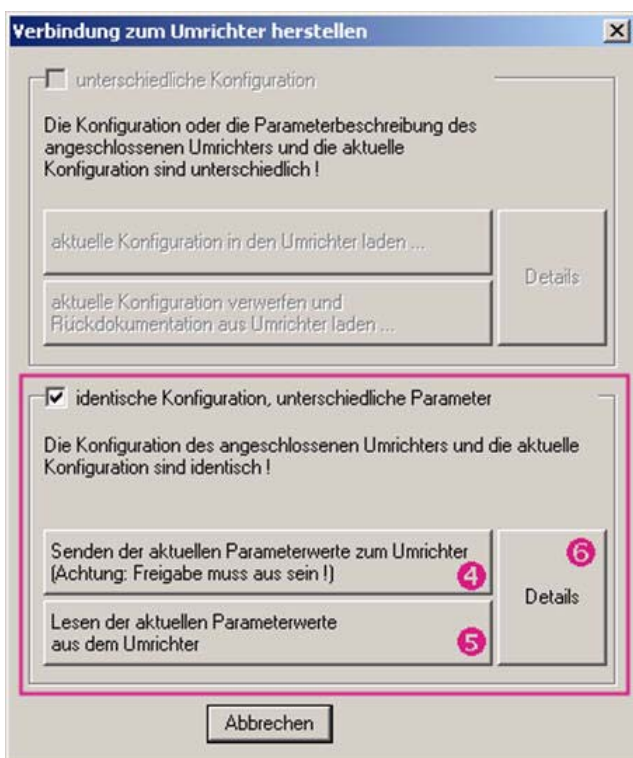 Verbindung zum Umrichter herstellen
unterschiedliche Konfiguration
Die Konfiguration oder die Parameterbeschreibung des
angeschlossenen Umrichters und die aktuelle
Konfiguration sind unterschiedlich !
aktuelle Konfiguration in den Umrichter laden ...
Details
aktuelle Konfiguration verwerfen und
Rückdokumentation aus Umrichter laden ...
identische Konfiguration, unterschiedliche Parameter
Die Konfiguration des angeschlossenen Umrichters und die aktuelle
Konfiguration sind identisch !
Senden der aktuellen Parameterwerte zum Umrichter
(Achtung: Freigabe muss aus sein !)
4
6
Details
Lesen der aktuellen Parameterwerte
aus dem Umrichter
5
Abbrechen